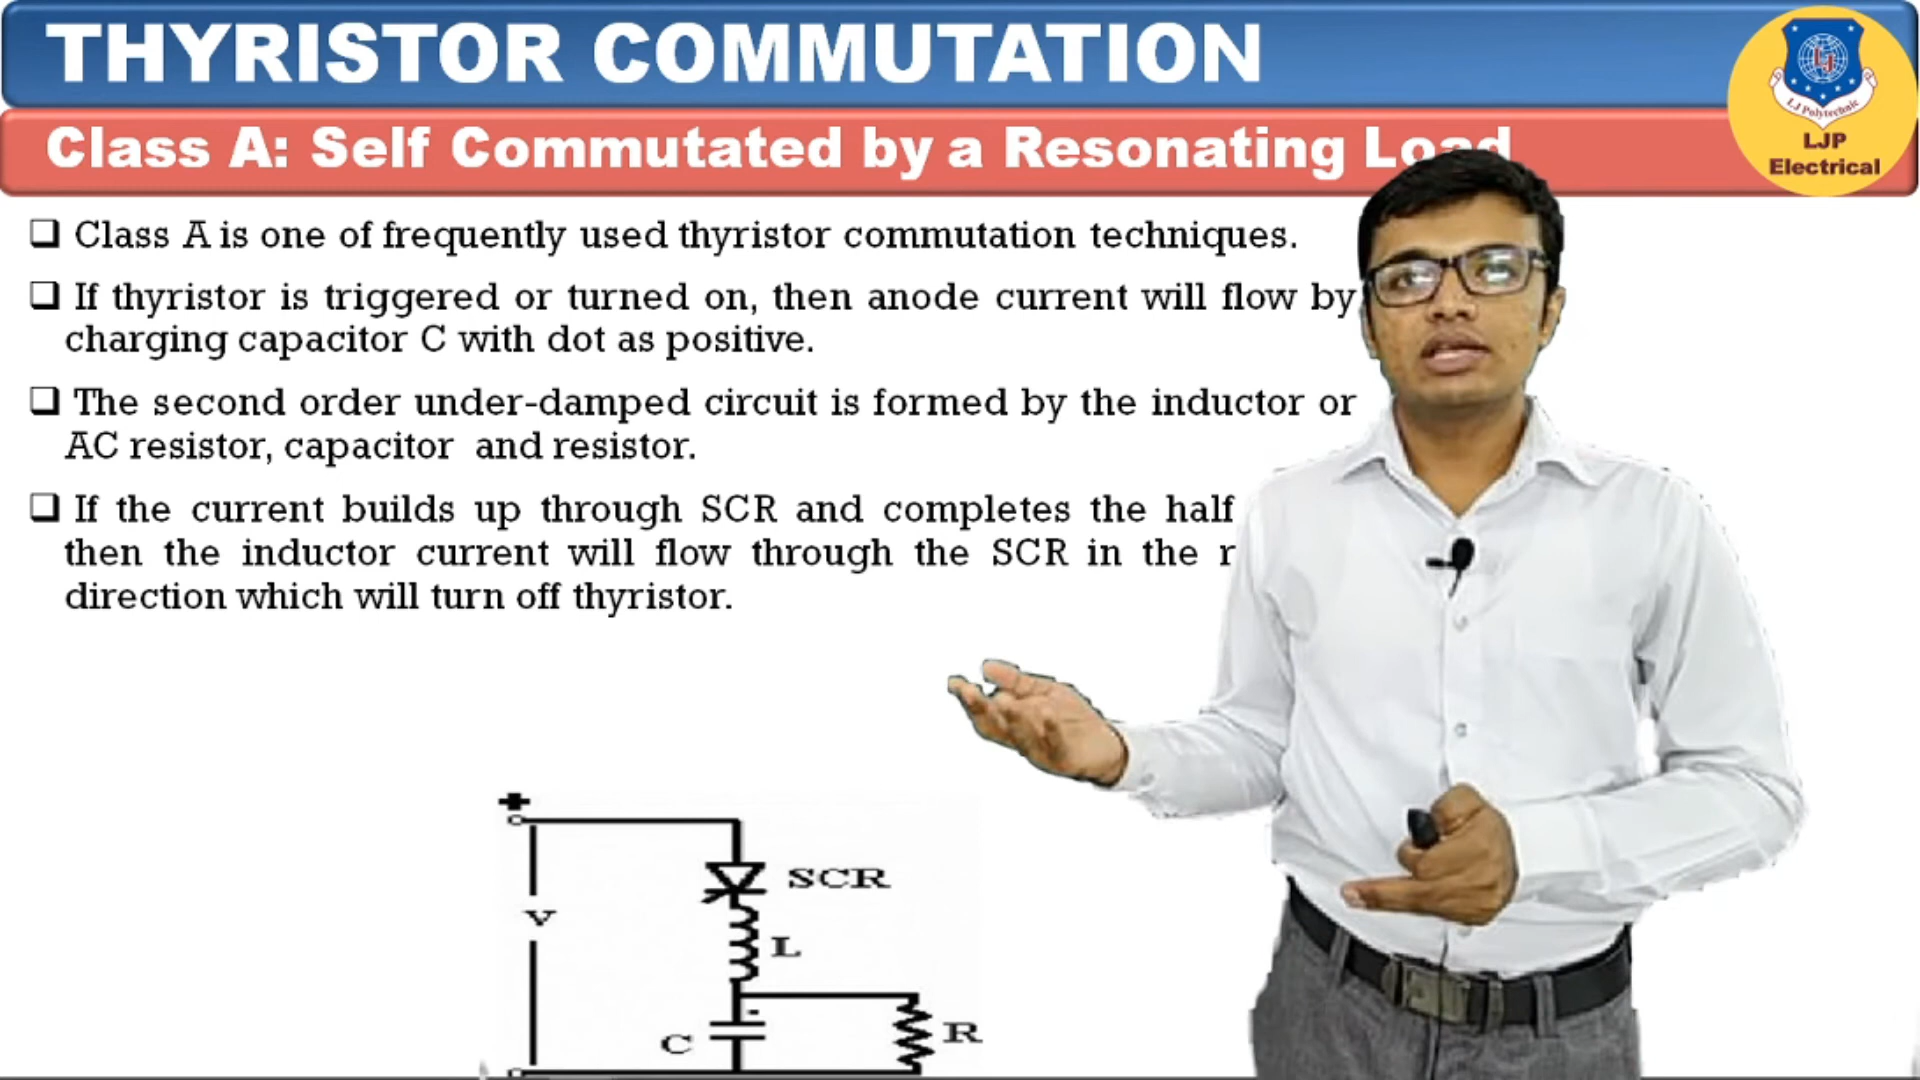 THYRISTOR COMMUTATION
Class A: Self Commutated by a Resonating Load
LJ Polytechnic
LJP
Electrical
❑ Class A is one of frequently used thyristor commutation techniques.
❑ If thyristor is triggered or turned on, then anode current will flow by
charging capacitor C with dot as positive.
❑ The second order under-damped circuit is formed by the inductor or
AC resistor, capacitor and resistor.
❑ If the current builds up through SCR and completes the half
then the inductor current will flow through the SCR in the r
direction which will turn off thyristor.
+
SCR
V
L
C
R